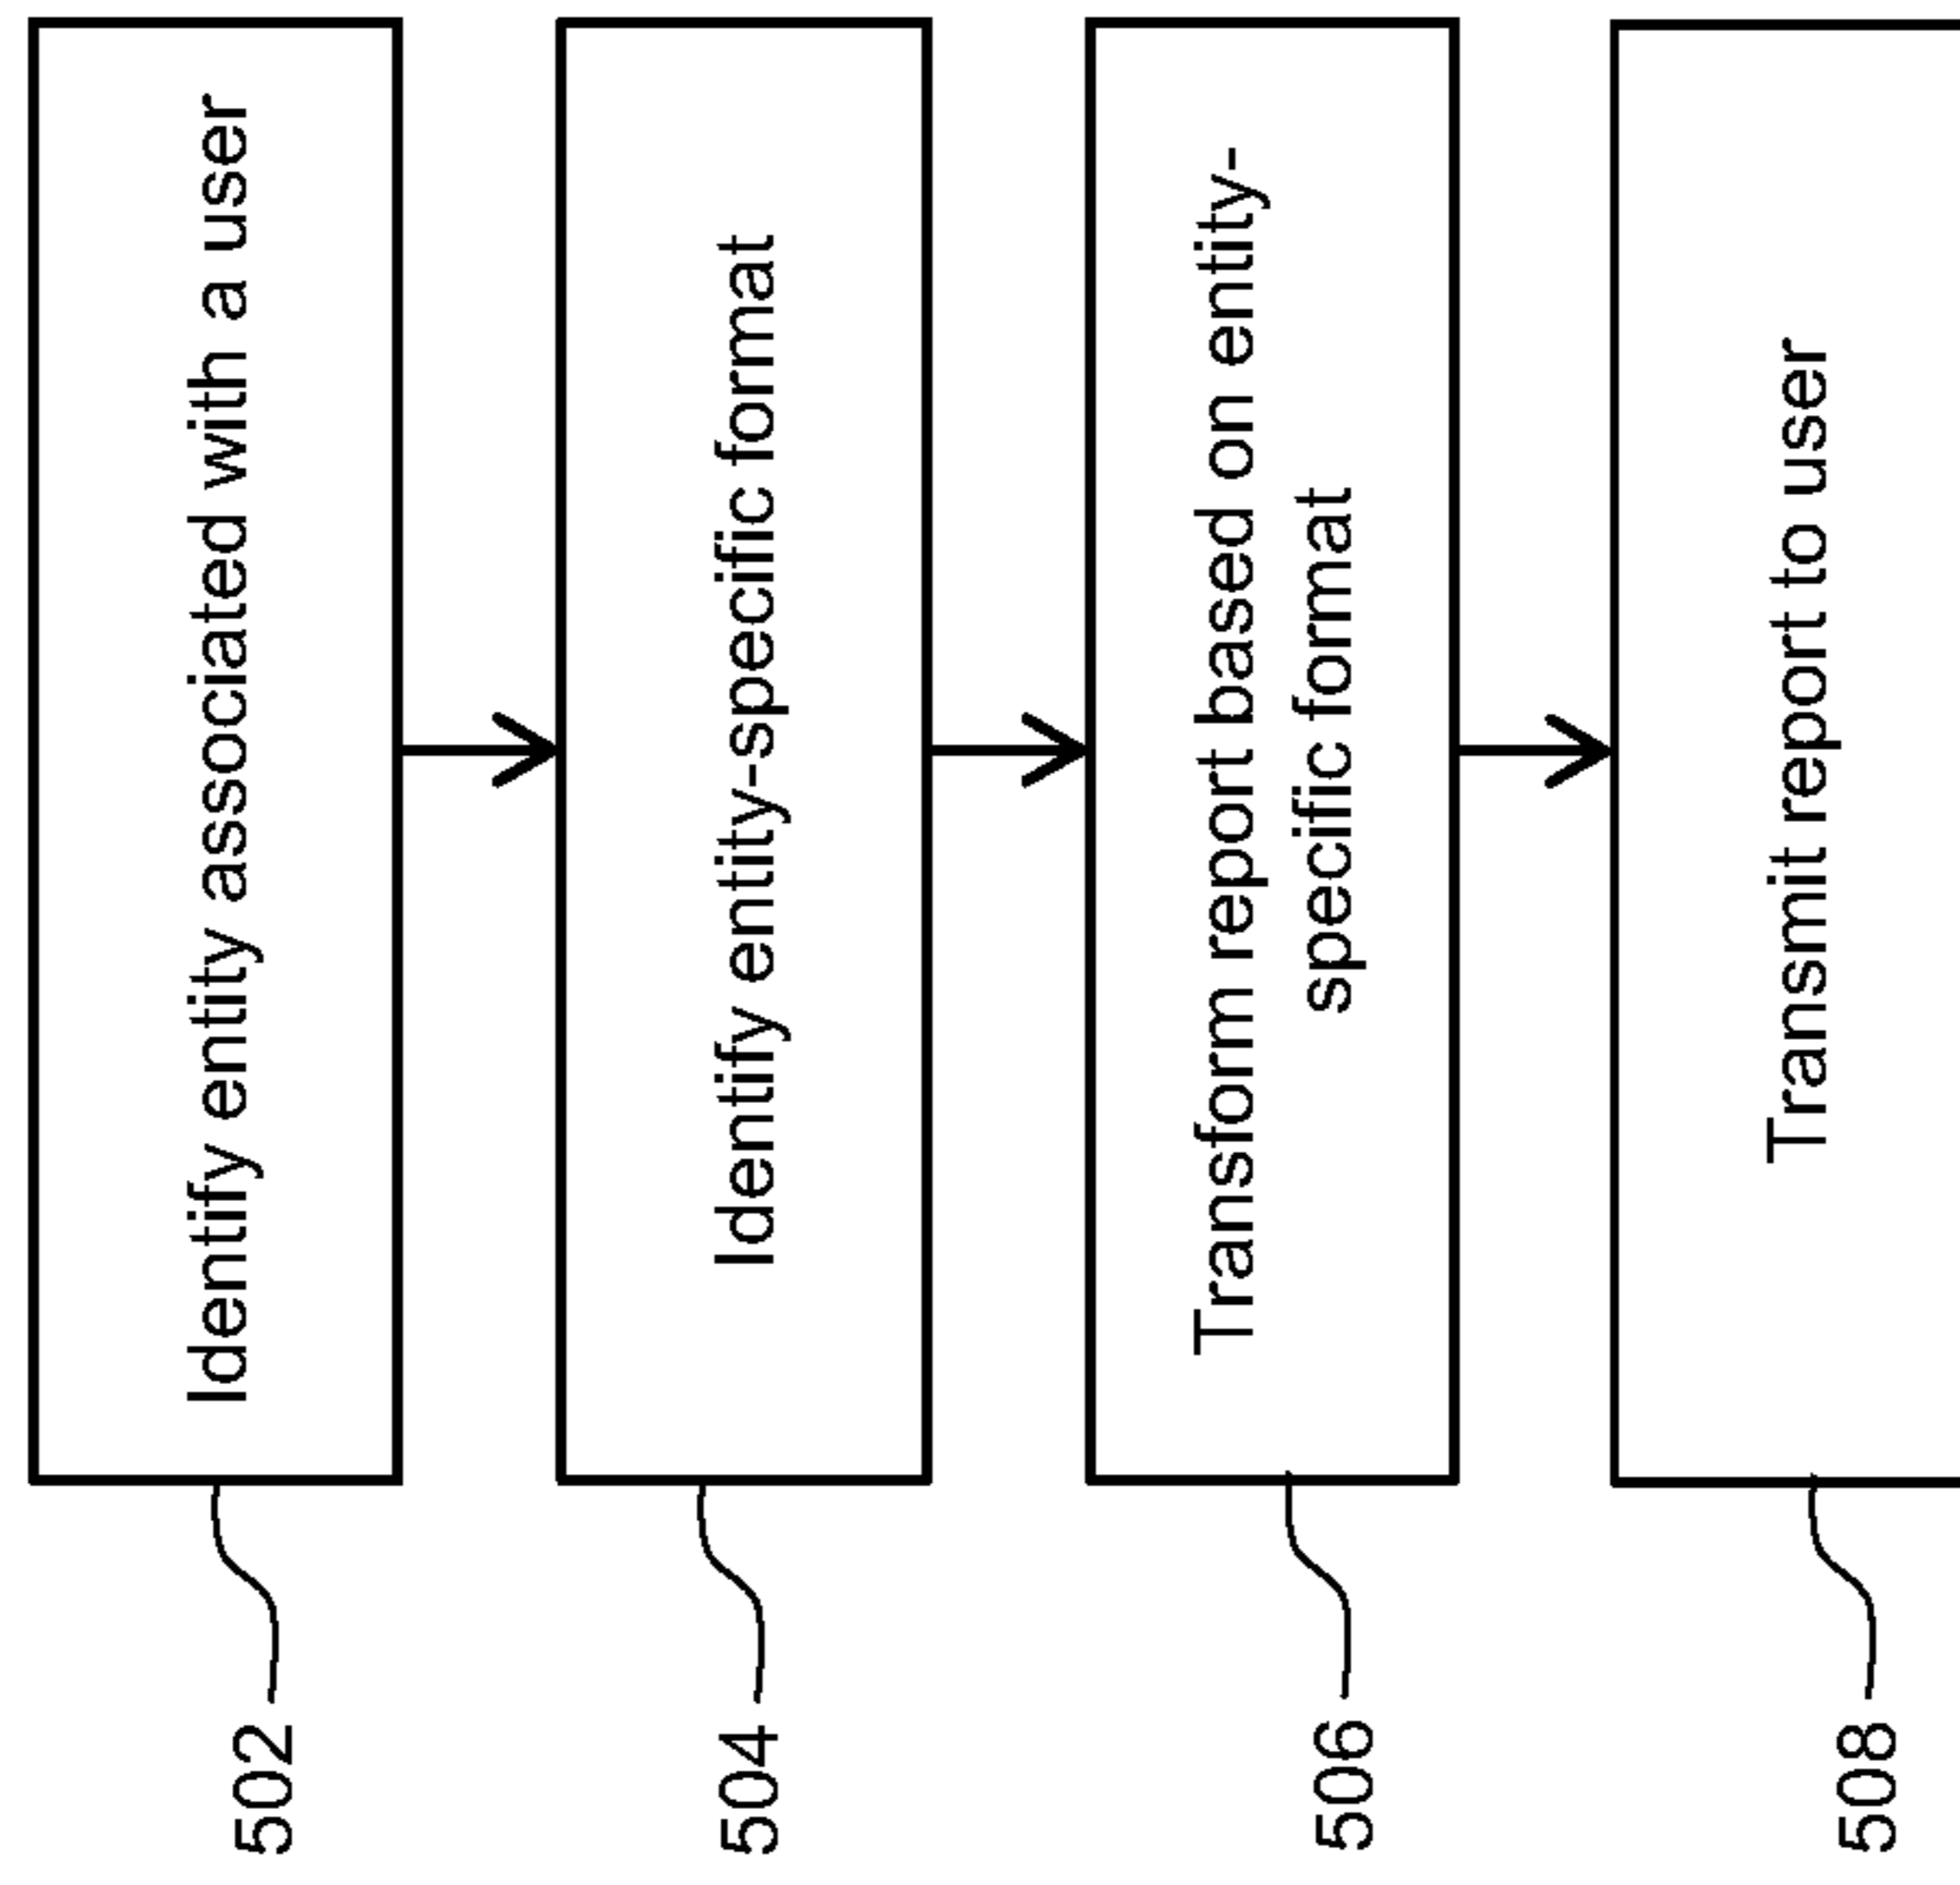 502
Identify entity associated with a user
504
Identify entity-specific format
506
Transform report based on entity-
specific format
508
Transmit report to user